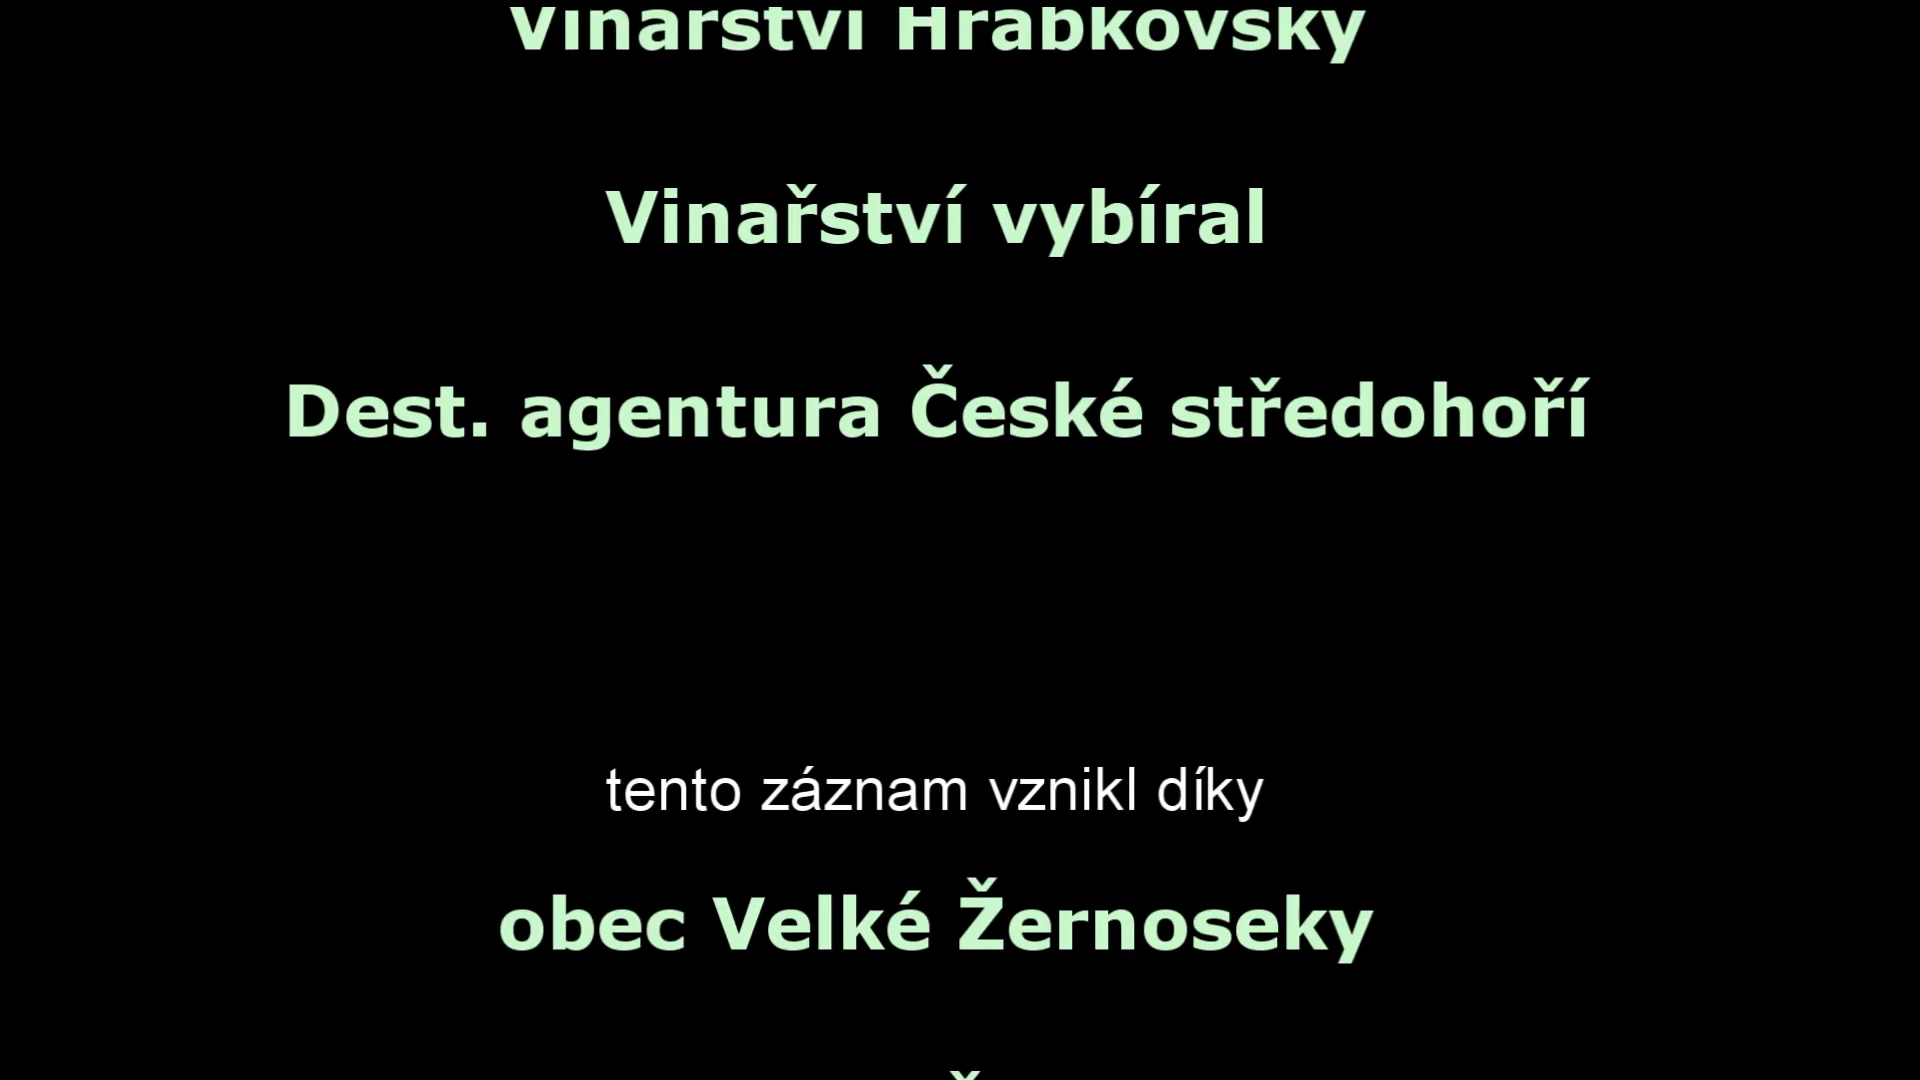 Vinařství Hrabkovský
Vinařství vybíral
Dest. agentura České středohoří
tento záznam vznikl díky
obec Velké Žernoseky